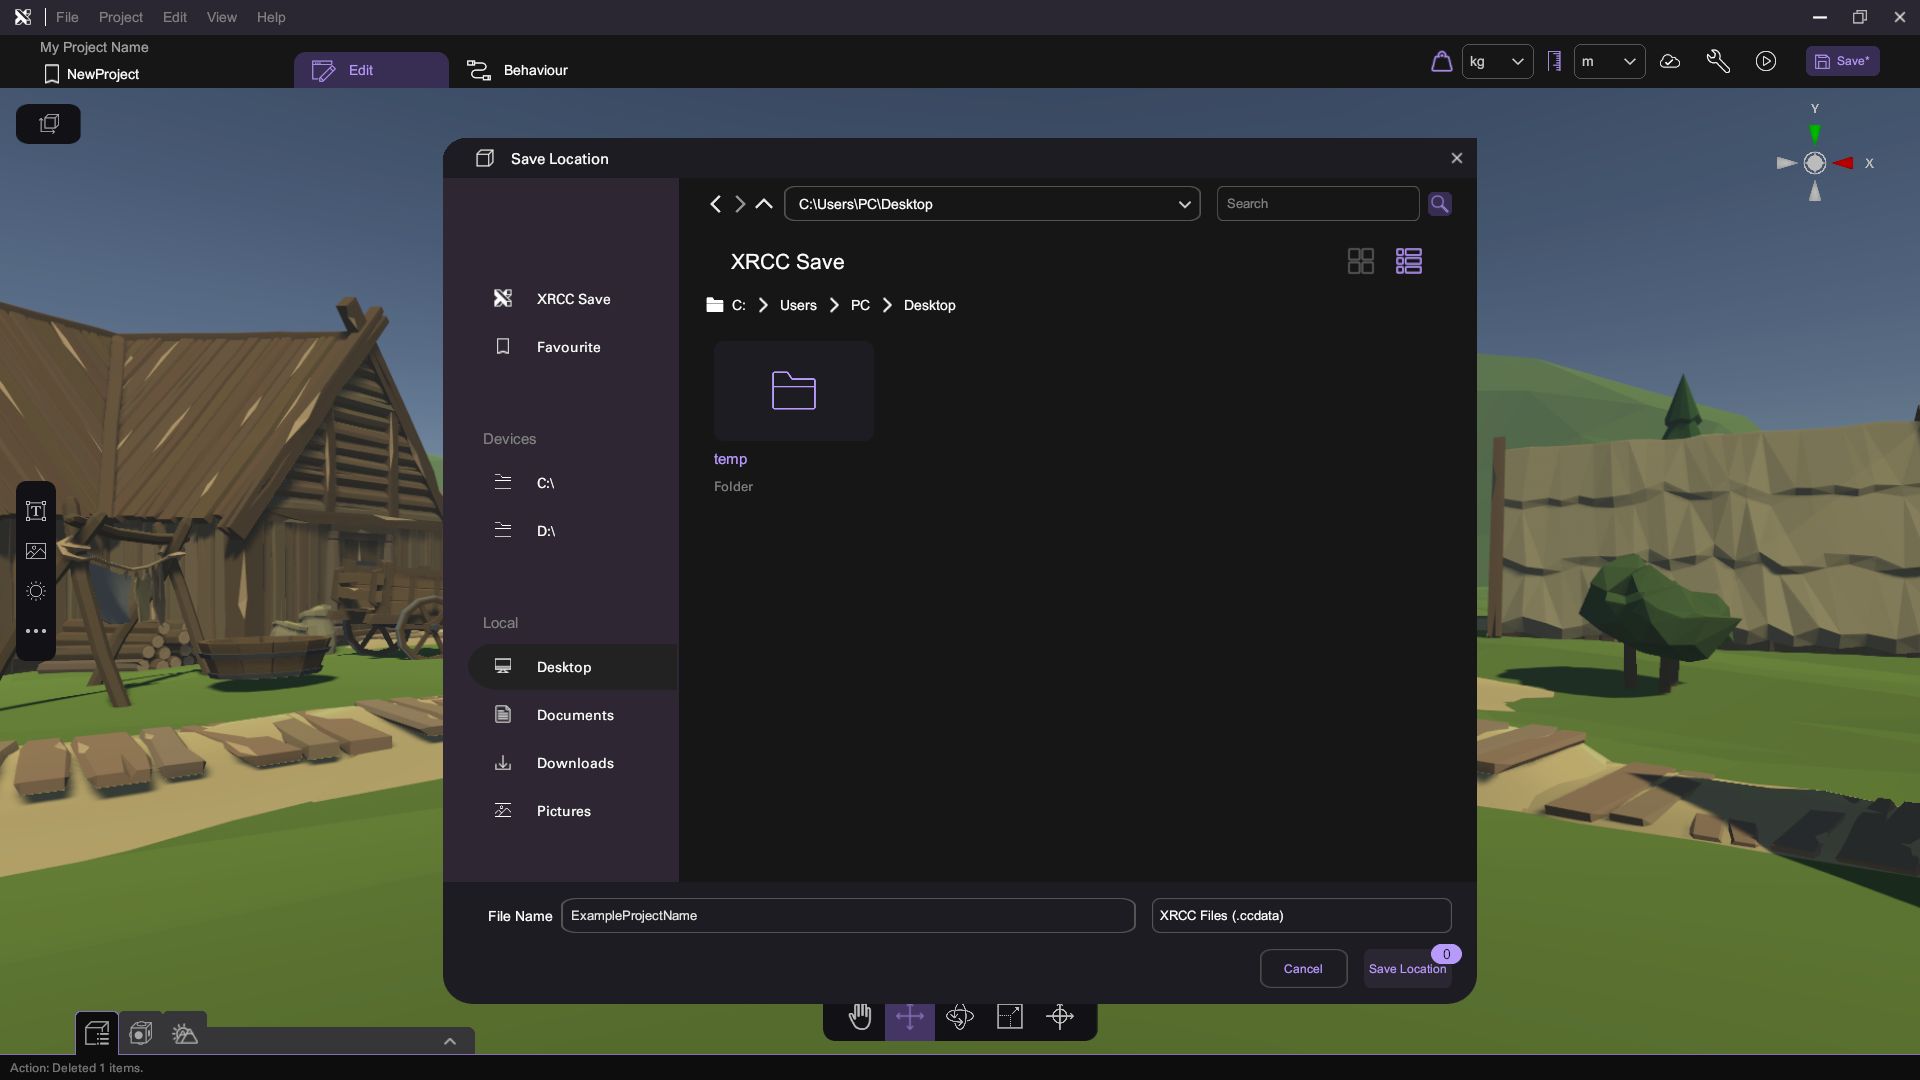 File Project Edit View Help
My Project Name
NewProject
Edit
Behaviour
kg
m
Save*
Y
X
Save Location
C:\Users\PC\Desktop
Search
XRCC Save
C: Users PC Desktop
XRCC Save
Favourite
Devices
C:\
D:\
Local
Desktop
Documents
Downloads
Pictures
temp
Folder
File Name
ExampleProjectName
XRCC Files (.ccdata)
Cancel
Save Location
0
T
Action: Deleted 1 items.